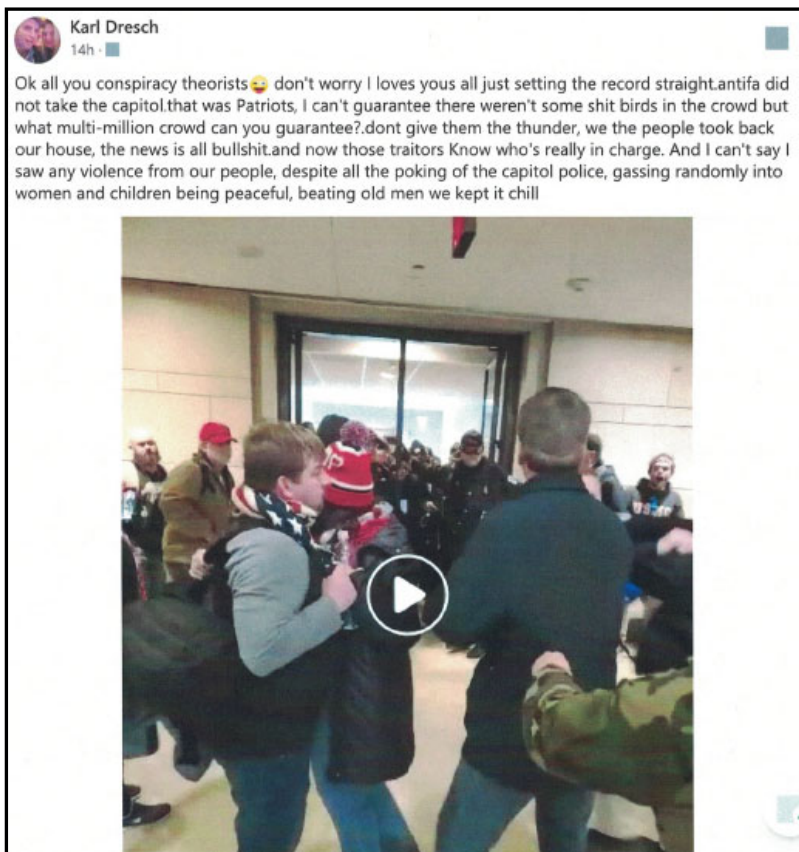 Karl Dresch
14h ·
Ok all you conspiracy theorists😜 don't worry I loves yous all just setting the record straight.antifa did
not take the capitol.that was Patriots, I can't guarantee there weren't some shit birds in the crowd but
what multi-million crowd can you guarantee?.dont give them the thunder, we the people took back
our house, the news is all bullshit.and now those traitors Know who's really in charge. And I can't say I
saw any violence from our people, despite all the poking of the capitol police, gassing randomly into
women and children being peaceful, beating old men we kept it chill